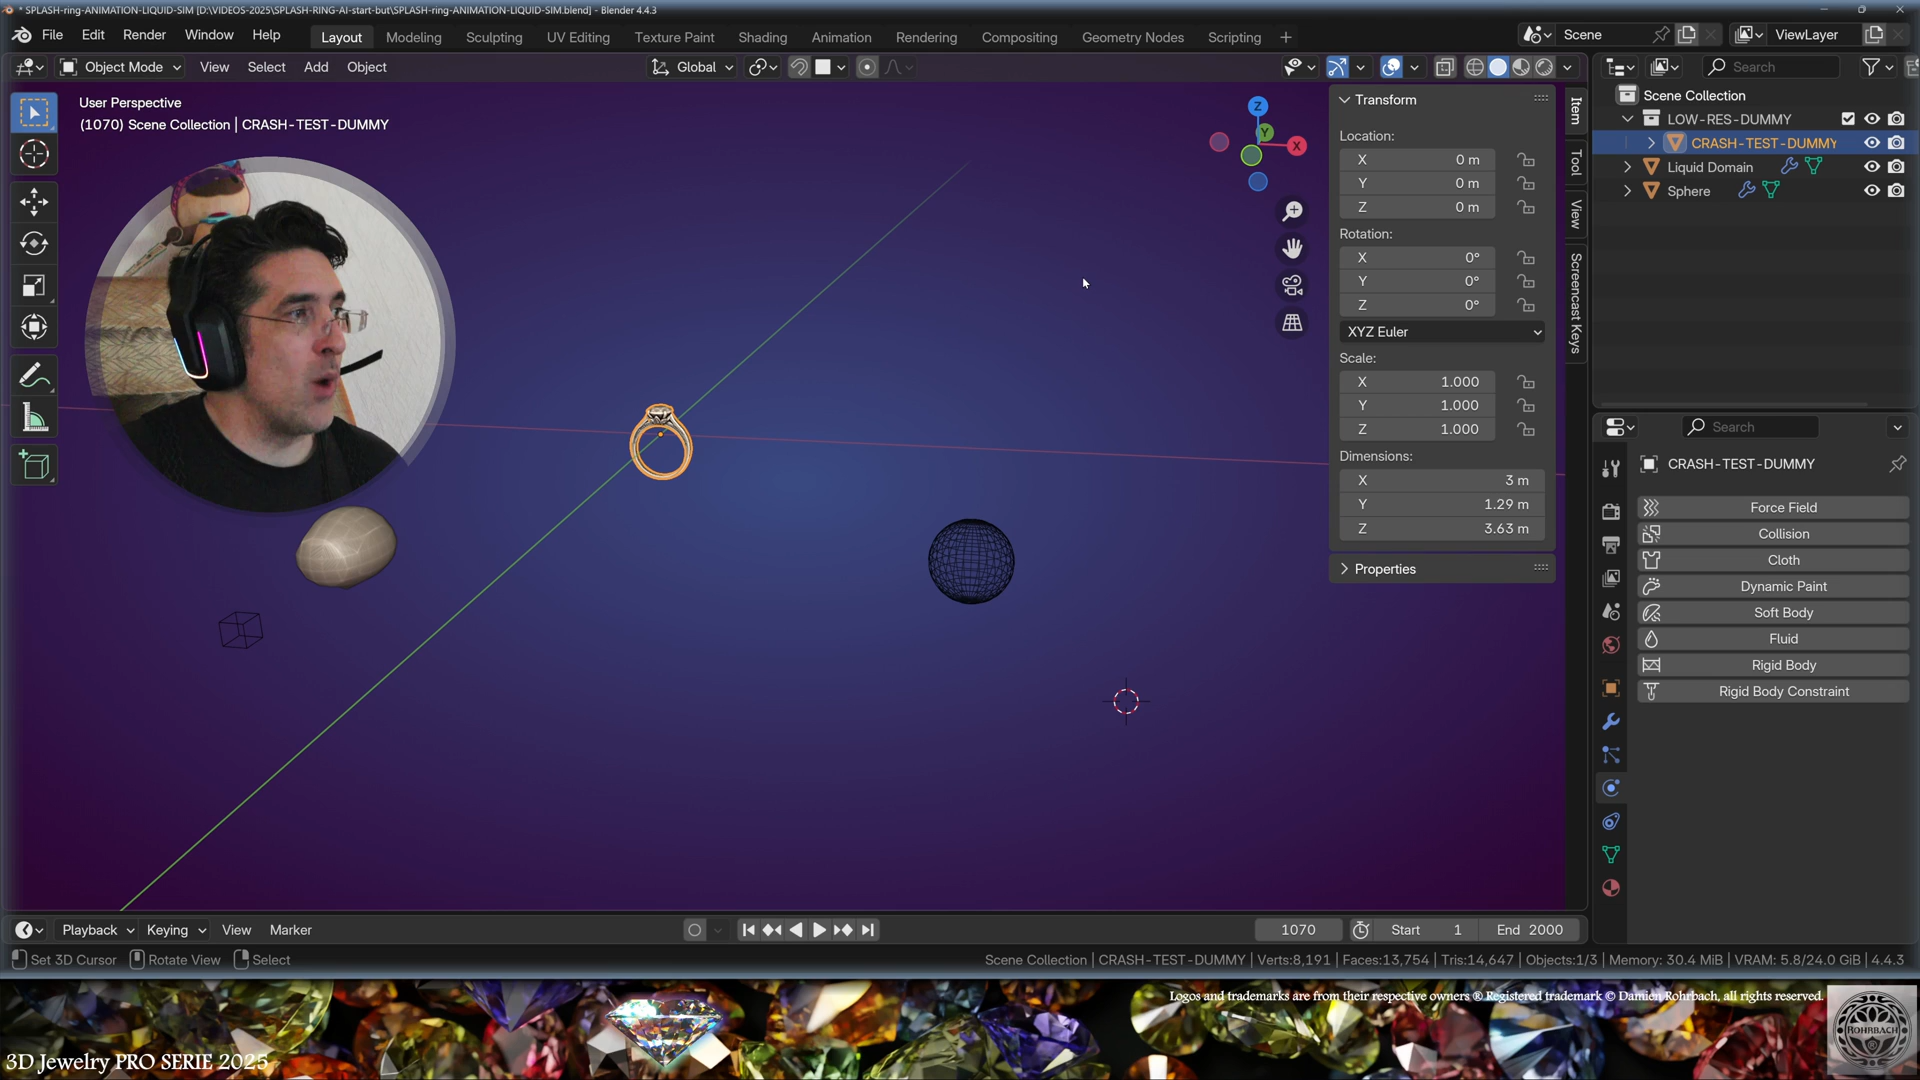 * SPLASH-ring-ANIMATION-LIQUID-SIM [D:\VIDEOS-2025\SPLASH-RING-AI-start-but\SPLASH-ring-ANIMATION-LIQUID-SIM.blend] - Blender 4.4.3
File Edit Render Window Help
Layout Modeling Sculpting UV Editing Texture Paint Shading Animation Rendering Compositing Geometry Nodes Scripting +
Scene ViewLayer
Object Mode View Select Add Object
Global
Search
User Perspective
(1070) Scene Collection | CRASH-TEST-DUMMY
Z
Y
X
Transform
Location:
X 0 m
Y 0 m
Z 0 m
Rotation:
X 0°
Y 0°
Z 0°
XYZ Euler
Scale:
X 1.000
Y 1.000
Z 1.000
Dimensions:
X 3 m
Y 1.29 m
Z 3.63 m
Properties
Item
Tool
View
Screencast Keys
Scene Collection
LOW-RES-DUMMY
CRASH-TEST-DUMMY
Liquid Domain
Sphere
Search
CRASH-TEST-DUMMY
Force Field
Collision
Cloth
Dynamic Paint
Soft Body
Fluid
Rigid Body
Rigid Body Constraint
Playback Keying View Marker
1070 Start 1 End 2000
Set 3D Cursor Rotate View Select
Scene Collection | CRASH-TEST-DUMMY | Verts:8,191 | Faces:13,754 | Tris:14,647 | Objects:1/3 | Memory: 30.4 MiB | VRAM: 5.8/24.0 GiB | 4.4.3
Logos and trademarks are from their respective owners ® Registered trademark © Damien Rohrbach, all rights reserved.
3D Jewelry PRO SERIE 2025
ROHRBACH
®